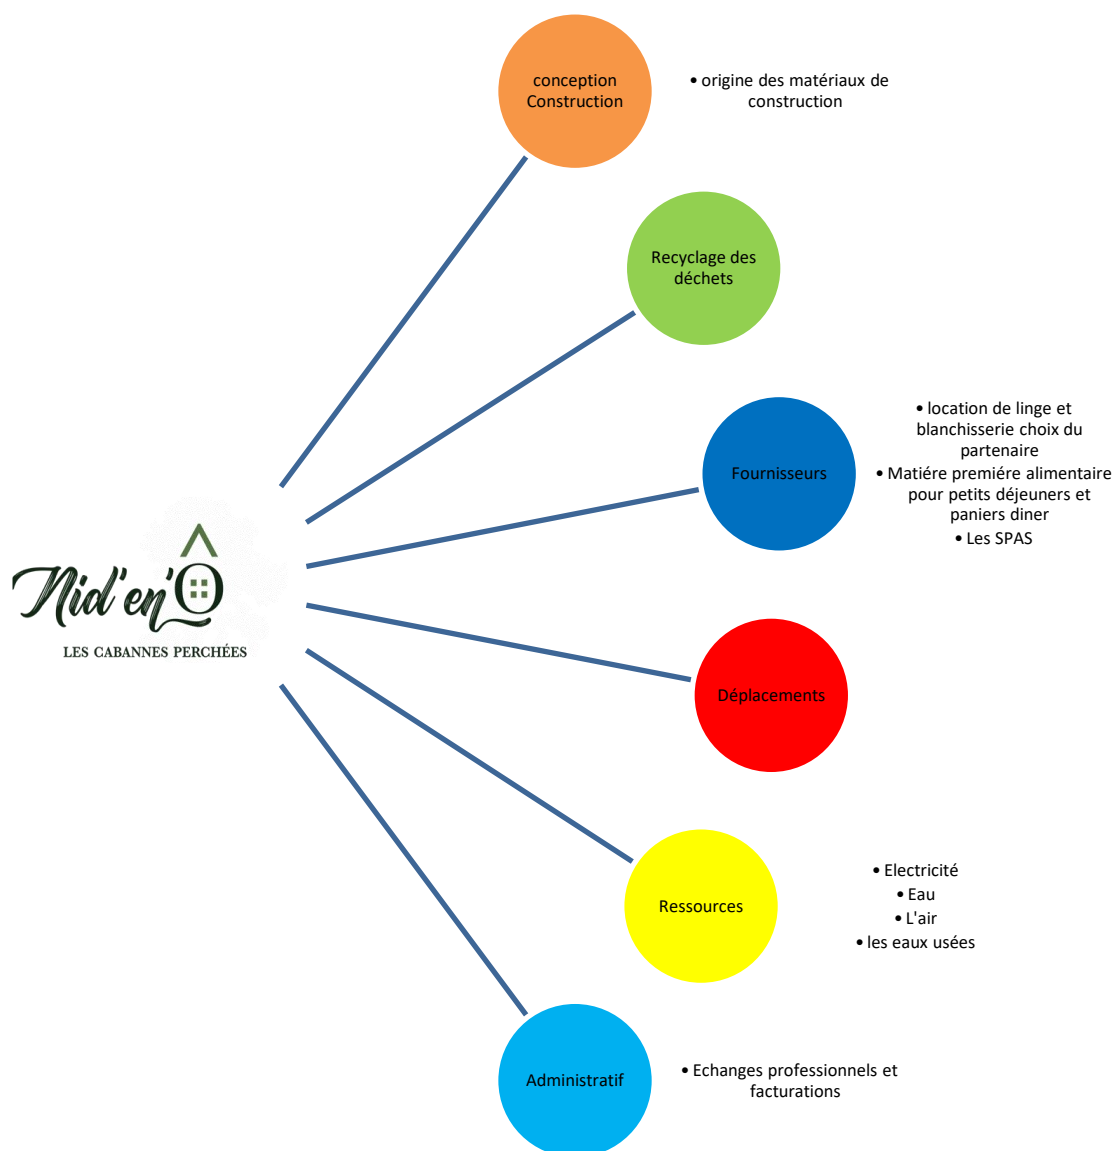 conception
Construction
• origine des matériaux de
construction
Recyclage des
déchets
Fournisseurs
• location de linge et
blanchisserie choix du
partenaire
• Matiére premiére alimentaire
pour petits déjeuners et
paniers diner
• Les SPAS
Nid'en'Ô
LES CABANNES PERCHÉES
Déplacements
Ressources
• Electricité
• Eau
• L'air
• les eaux usées
Administratif
• Echanges professionnels et
facturations